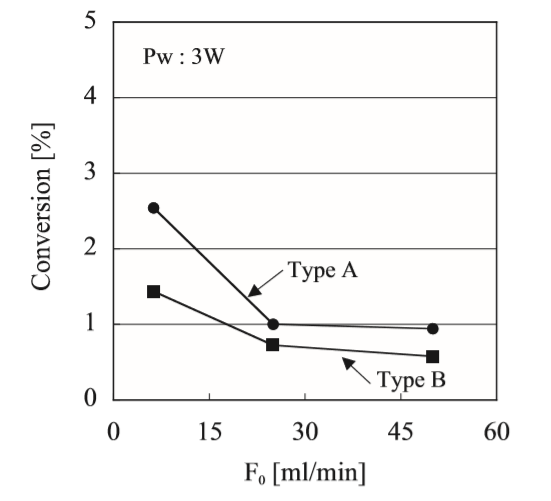 5
Pw : 3W
4
3
2
1
0
Conversion [%]
Type A
Type B
0 15 30 45 60
F₀ [ml/min]